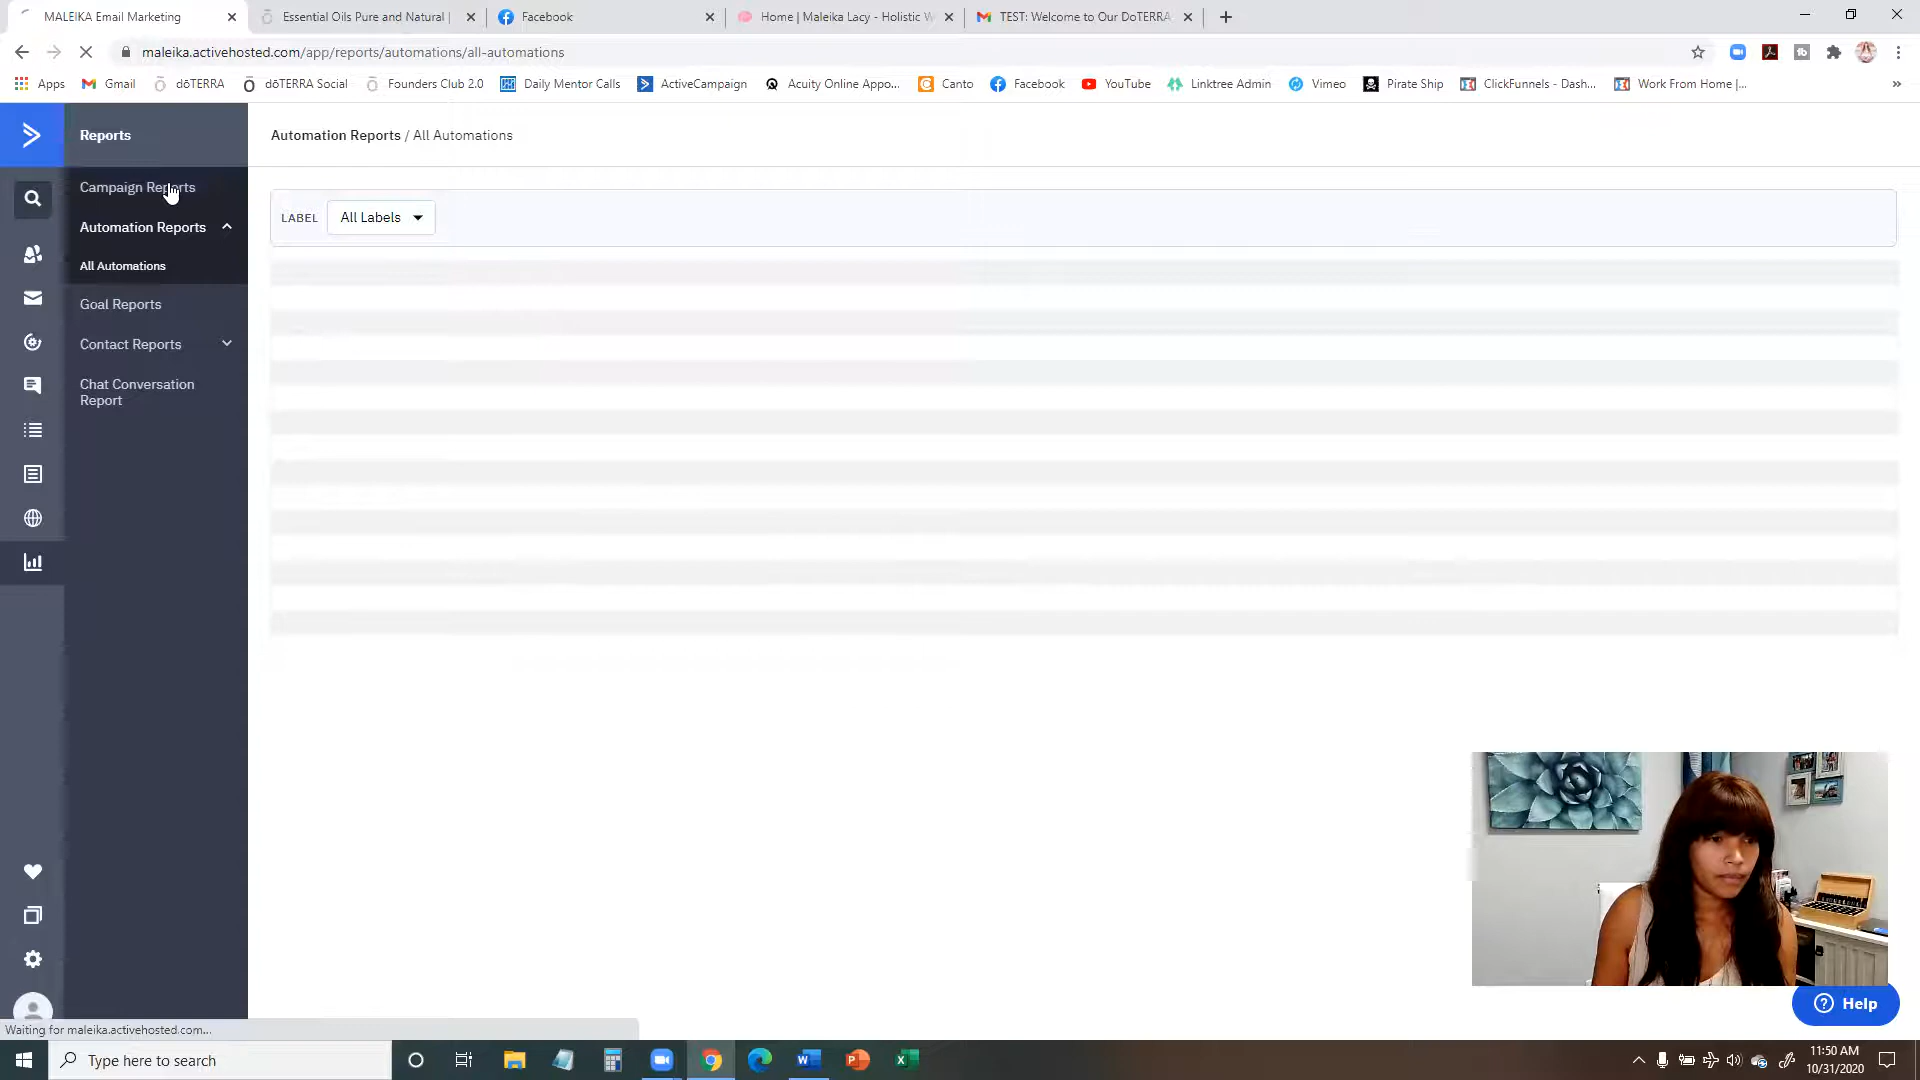 MALEIKA Email Marketing
Essential Oils Pure and Natural |
Facebook
Home | Maleika Lacy - Holistic W
TEST: Welcome to Our DoTERRA
maleika.activehosted.com/app/reports/automations/all-automations
Apps
Gmail
dōTERRA
dōTERRA Social
Founders Club 2.0
Daily Mentor Calls
ActiveCampaign
Acuity Online Appo...
Canto
Facebook
YouTube
Linktree Admin
Vimeo
Pirate Ship
ClickFunnels - Dash...
Work From Home |...
Reports
Automation Reports / All Automations
Campaign Reports
LABEL
All Labels
Automation Reports
All Automations
Goal Reports
Contact Reports
Chat Conversation
Report
Help
Waiting for maleika.activehosted.com...
Type here to search
11:50 AM
10/31/2020